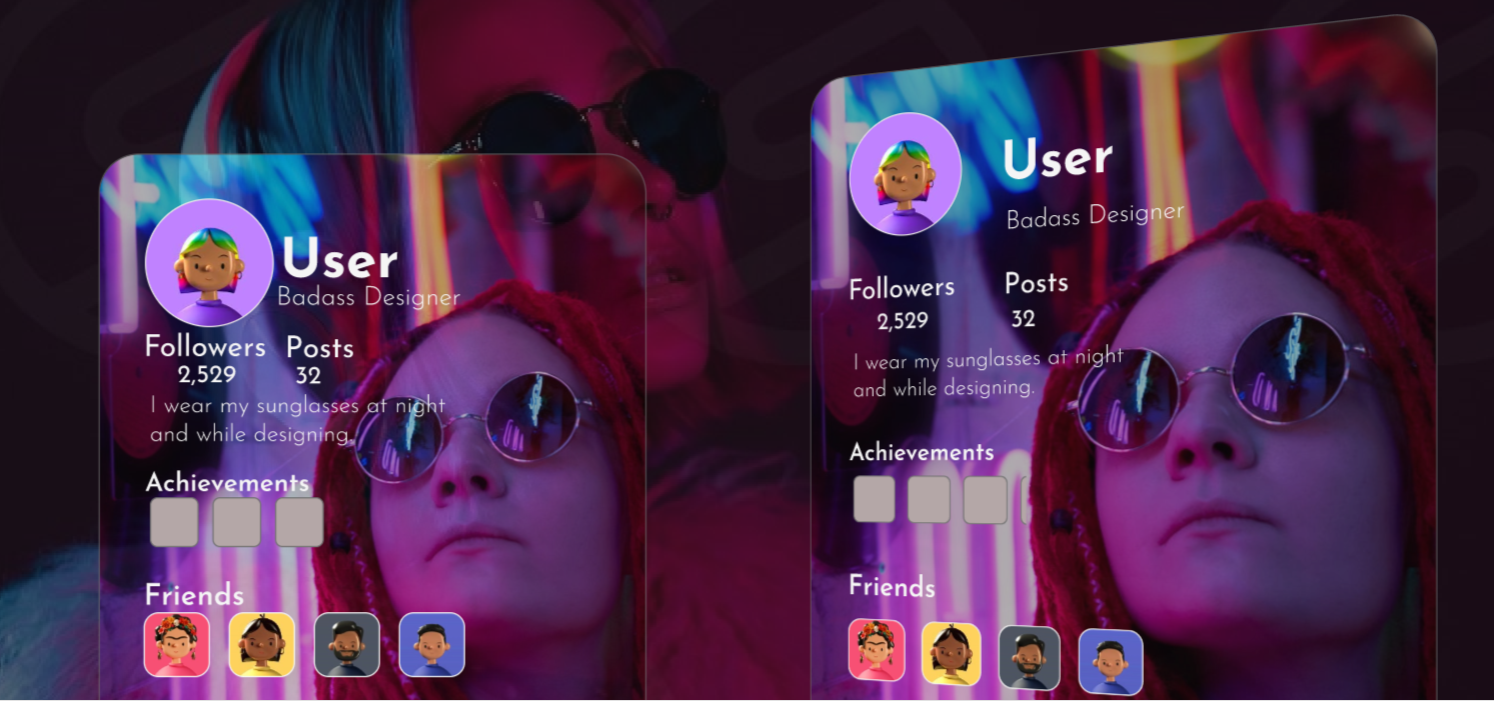 User
Badass Designer
Followers Posts
2,529 32
I wear my sunglasses at night
and while designing.
Achievements
Friends
User
Badass Designer
Followers Posts
2,529 32
I wear my sunglasses at night
and while designing.
Achievements
Friends